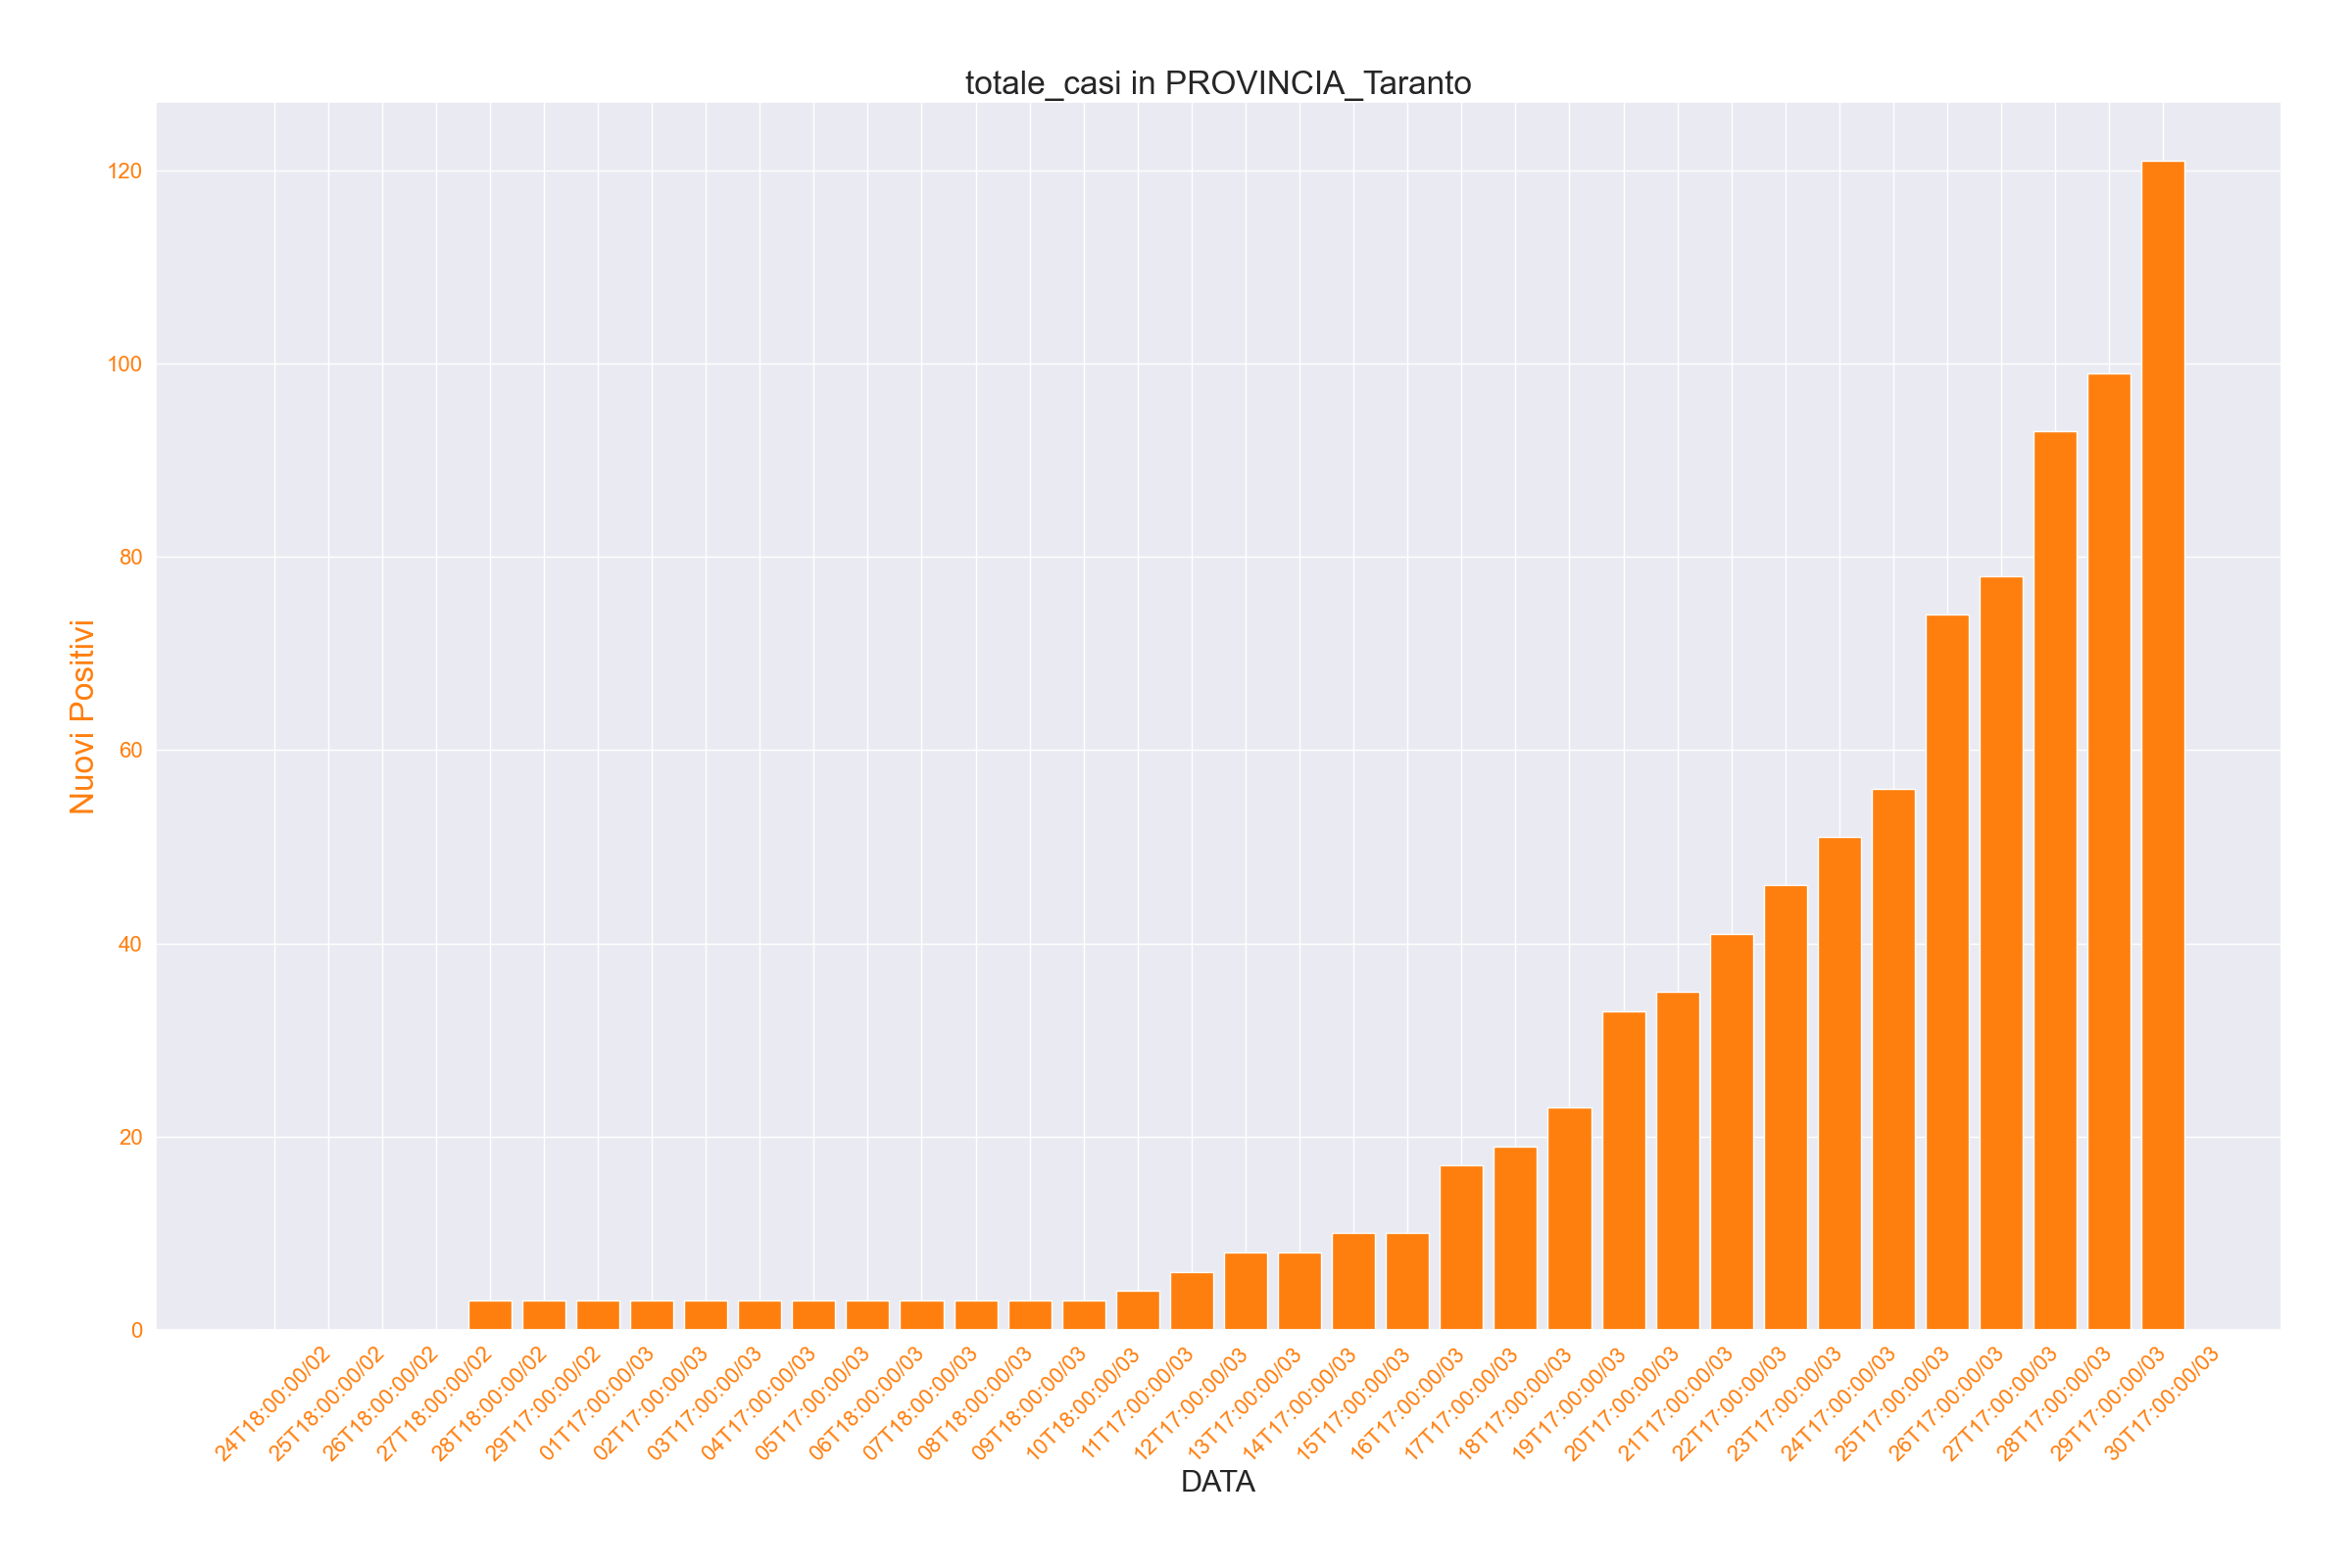 totale_casi in PROVINCIA_Taranto
120
100
80
60
40
20
0
Nuovi Positivi
24T18:00:00/02
25T18:00:00/02
26T18:00:00/02
27T18:00:00/02
28T18:00:00/02
29T17:00:00/02
01T17:00:00/03
02T17:00:00/03
03T17:00:00/03
04T17:00:00/03
05T17:00:00/03
06T18:00:00/03
07T18:00:00/03
08T18:00:00/03
09T18:00:00/03
10T18:00:00/03
11T17:00:00/03
12T17:00:00/03
13T17:00:00/03
14T17:00:00/03
15T17:00:00/03
16T17:00:00/03
17T17:00:00/03
18T17:00:00/03
19T17:00:00/03
20T17:00:00/03
21T17:00:00/03
22T17:00:00/03
23T17:00:00/03
24T17:00:00/03
25T17:00:00/03
26T17:00:00/03
27T17:00:00/03
28T17:00:00/03
29T17:00:00/03
30T17:00:00/03
DATA